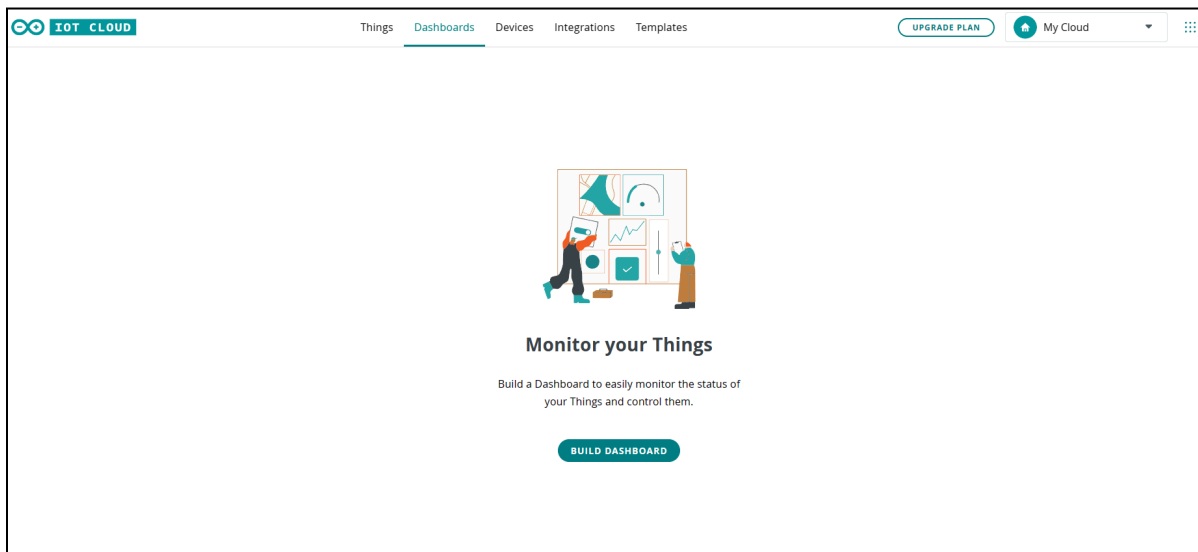 IOT CLOUD
Things Dashboards Devices Integrations Templates
UPGRADE PLAN
My Cloud
Monitor your Things
Build a Dashboard to easily monitor the status of
your Things and control them.
BUILD DASHBOARD